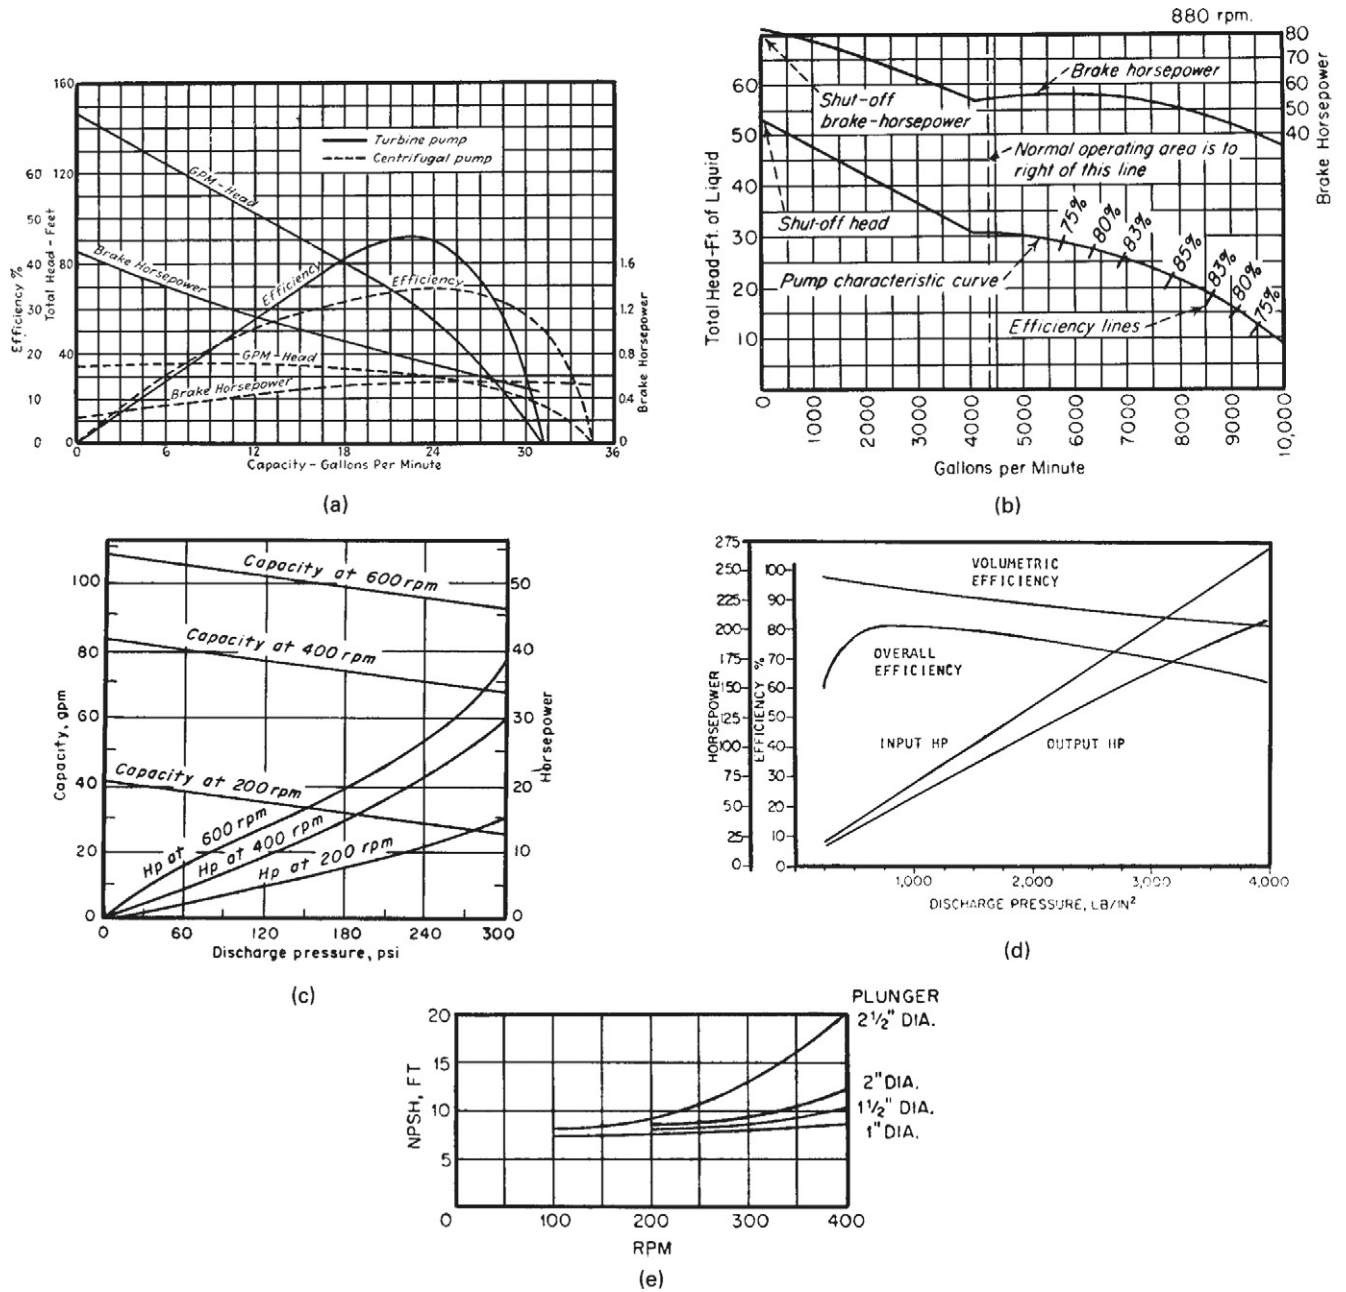 160
60
120
50
40
80
30
20
40
10
0
0
Efficiency %
Total Head - Feet
Turbine pump
Centrifugal pump
GPM - Head
Brake Horsepower
Efficiency
Efficiency
GPM - Head
Brake Horsepower
1.6
1.2
0.8
0.4
0
Brake Horsepower
0 6 12 18 24 30 36
Capacity - Gallons Per Minute
(a)
880 rpm.
80
70
60
50
40
Brake Horsepower
60
50
40
30
20
10
Total Head-Ft. of Liquid
Brake horsepower
Shut-off
brake-horsepower
Normal operating area is to
right of this line
Shut-off head
Pump characteristic curve
75% 80% 83% 85% 83% 80% 75%
Efficiency lines
0 1000 2000 3000 4000 5000 6000 7000 8000 9000 10,000
Gallons per Minute
(b)
100
80
60
40
20
0
Capacity, gpm
Capacity at 600 rpm
Capacity at 400 rpm
Capacity at 200 rpm
Hp at 600 rpm
Hp at 400 rpm
Hp at 200 rpm
50
40
30
20
10
0
Horsepower
0 60 120 180 240 300
Discharge pressure, psi
(c)
275
250
225
200
175
150
125
100
75
50
25
0
HORSEPOWER
100
90
80
70
60
50
40
30
20
10
0
EFFICIENCY %
VOLUMETRIC
EFFICIENCY
OVERALL
EFFICIENCY
INPUT HP
OUTPUT HP
1,000 2,000 3,000 4,000
DISCHARGE PRESSURE, LB/IN²
(d)
20
15
10
5
0
NPSH, FT
PLUNGER
2½" DIA.
2" DIA.
1½" DIA.
1" DIA.
100 200 300 400
RPM
(e)